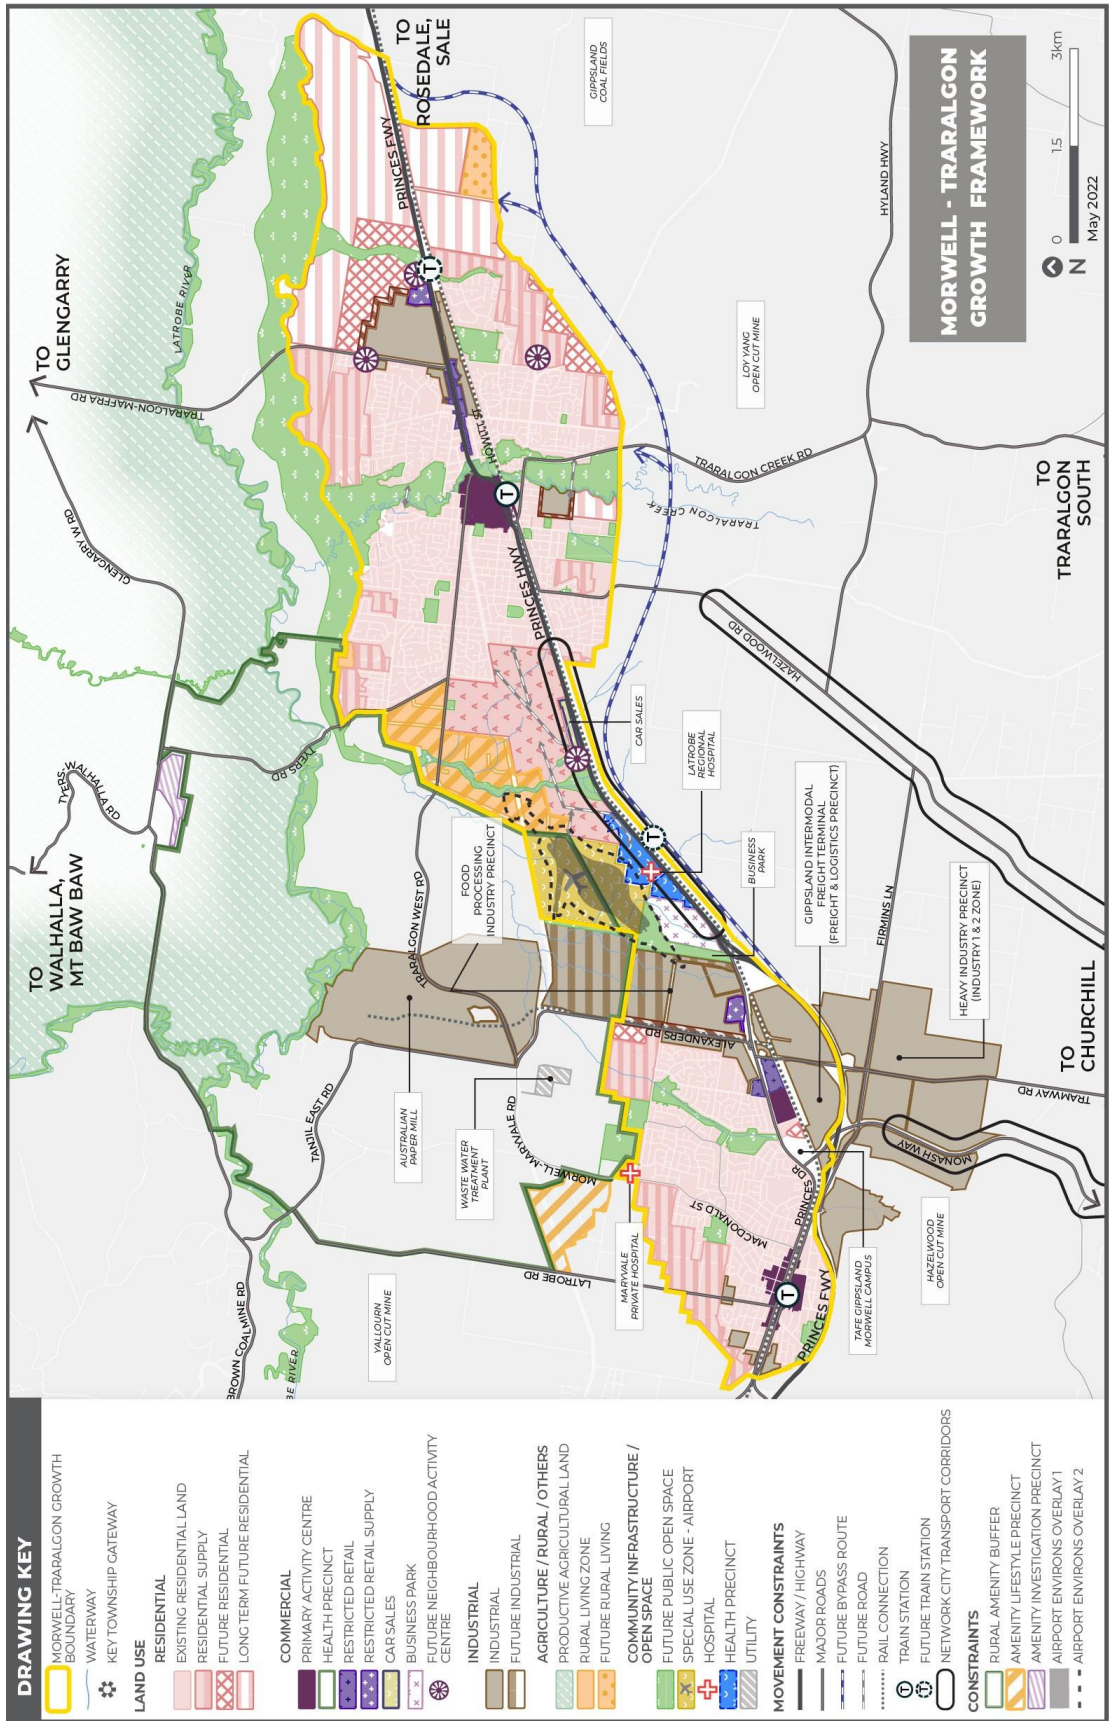 DRAWING KEY
MORWELL-TRARALGON GROWTH
BOUNDARY
WATERWAY
KEY TOWNSHIP GATEWAY
LAND USE
RESIDENTIAL
EXISTING RESIDENTIAL LAND
RESIDENTIAL SUPPLY
FUTURE RESIDENTIAL
LONG TERM FUTURE RESIDENTIAL
COMMERCIAL
PRIMARY ACTIVITY CENTRE
HEALTH PRECINCT
RESTRICTED RETAIL
RESTRICTED RETAIL SUPPLY
CAR SALES
BUSINESS PARK
FUTURE NEIGHBOURHOOD ACTIVITY
CENTRE
INDUSTRIAL
INDUSTRIAL
FUTURE INDUSTRIAL
AGRICULTURE / RURAL / OTHERS
PRODUCTIVE AGRICULTURAL LAND
RURAL LIVING ZONE
FUTURE RURAL LIVING
COMMUNITY INFRASTRUCTURE /
OPEN SPACE
FUTURE PUBLIC OPEN SPACE
SPECIAL USE ZONE - AIRPORT
HOSPITAL
HEALTH PRECINCT
UTILITY
MOVEMENT CONSTRAINTS
FREEWAY / HIGHWAY
MAJOR ROADS
FUTURE BYPASS ROUTE
FUTURE ROAD
RAIL CONNECTION
T TRAIN STATION
T FUTURE TRAIN STATION
NETWORK CITY TRANSPORT CORRIDORS
CONSTRAINTS
RURAL AMENITY BUFFER
AMENITY LIFESTYLE PRECINCT
AMENITY INVESTIGATION PRECINCT
AIRPORT ENVIRONS OVERLAY 1
AIRPORT ENVIRONS OVERLAY 2
TO
WALHALLA,
MT BAW BAW
TYERS-WALHALLA RD
GLENGARRY W RD
TO
GLENGARRY
TRARALGON-MAFFRA RD
LATROBE RIVER
TO
ROSEDALE,
SALE
PRINCES FWY
GIPPSLAND
COAL FIELDS
BROWN COALMINE RD
BE RIVER
TANJIL EAST RD
TYERS RD
TRARALGON WEST RD
YALLOURN
OPEN CUT MINE
AUSTRALIAN
PAPER MILL
WASTE WATER
TREATMENT
PLANT
FOOD
PROCESSING
INDUSTRY PRECINCT
MORWELL-MARYVALE RD
LATROBE RD
MARYVALE
PRIVATE HOSPITAL
ALEXANDERS RD
MACDONALD ST
PRINCES DR
T
PRINCES FWY
TAFE GIPPSLAND
MORWELL CAMPUS
HAZELWOOD
OPEN CUT MINE
MONASH WAY
TRAMWAY RD
TO
CHURCHILL
HEAVY INDUSTRY PRECINCT
(INDUSTRY 1 & 2 ZONE)
FIRMINS LN
GIPPSLAND INTERMODAL
FREIGHT TERMINAL
(FREIGHT & LOGISTICS PRECINCT)
BUSINESS
PARK
LATROBE
REGIONAL
HOSPITAL
T
CAR SALES
PRINCES HWY
T
HOWITT ST
T
HAZELWOOD RD
TRARALGON CREEK
TRARALGON CREEK RD
LOY YANG
OPEN CUT MINE
TO
TRARALGON
SOUTH
HYLAND HWY
MORWELL - TRARALGON
GROWTH FRAMEWORK
N
0 1.5 3km
May 2022